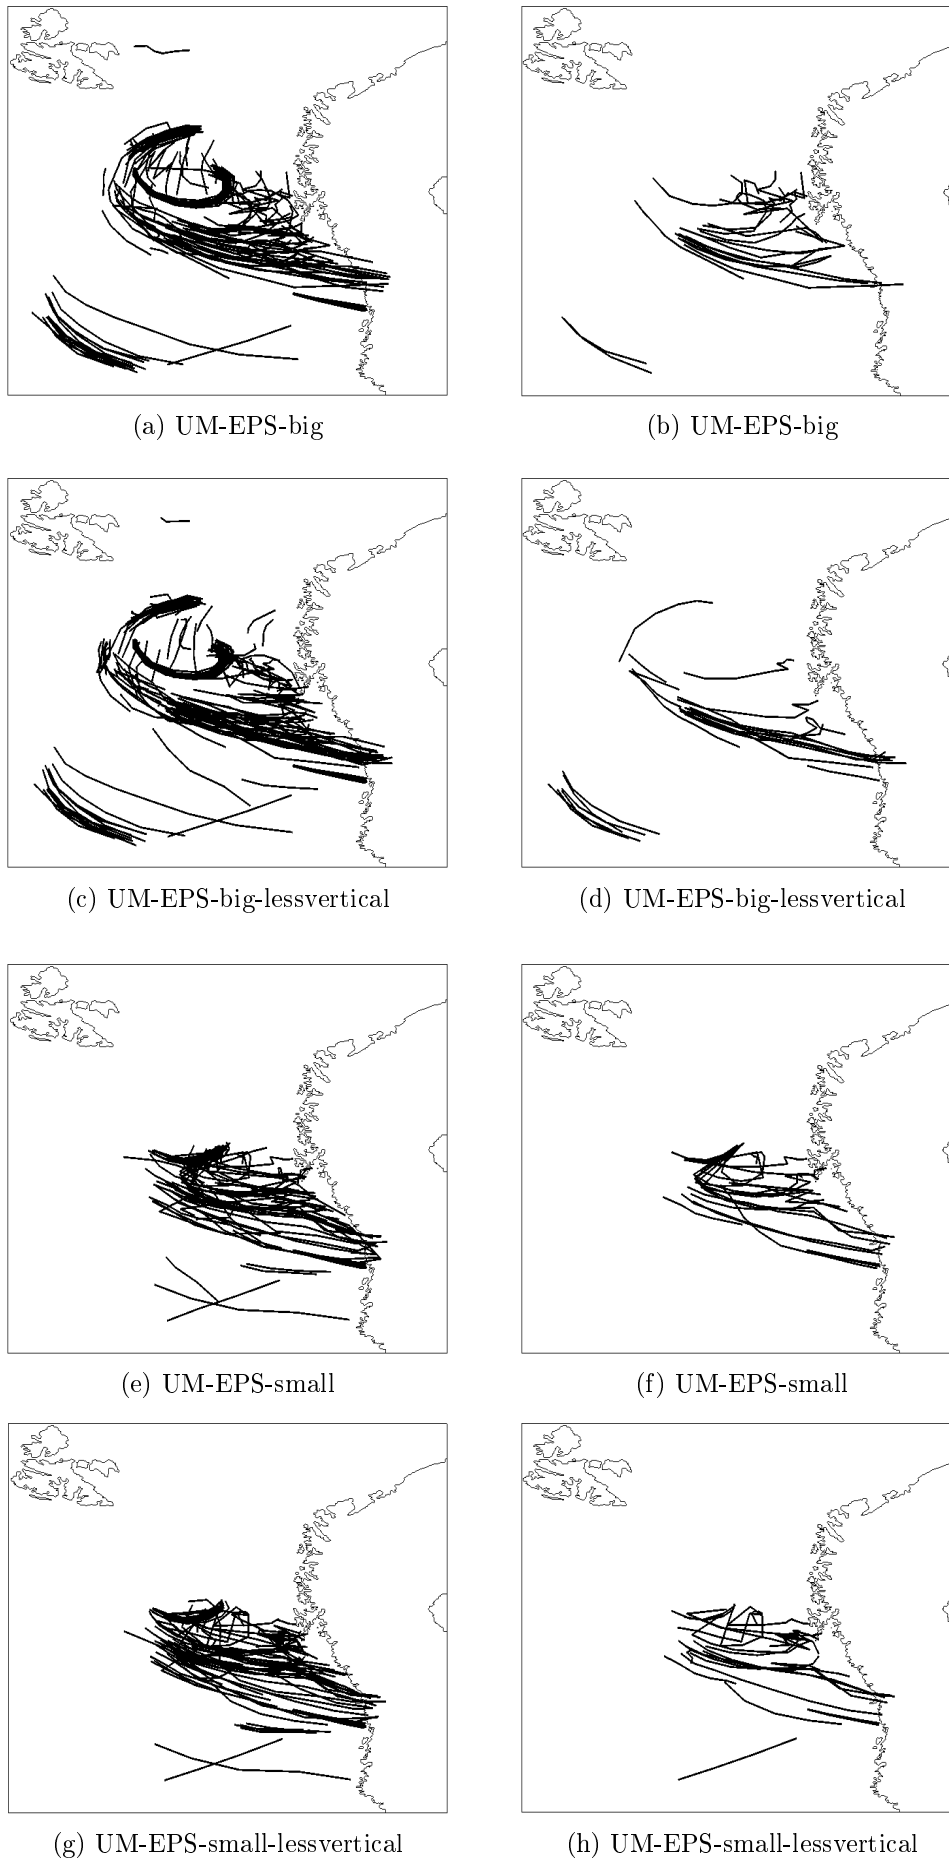 (a) UM-EPS-big
(b) UM-EPS-big
(c) UM-EPS-big-lessvertical
(d) UM-EPS-big-lessvertical
(e) UM-EPS-small
(f) UM-EPS-small
(g) UM-EPS-small-lessvertical
(h) UM-EPS-small-lessvertical